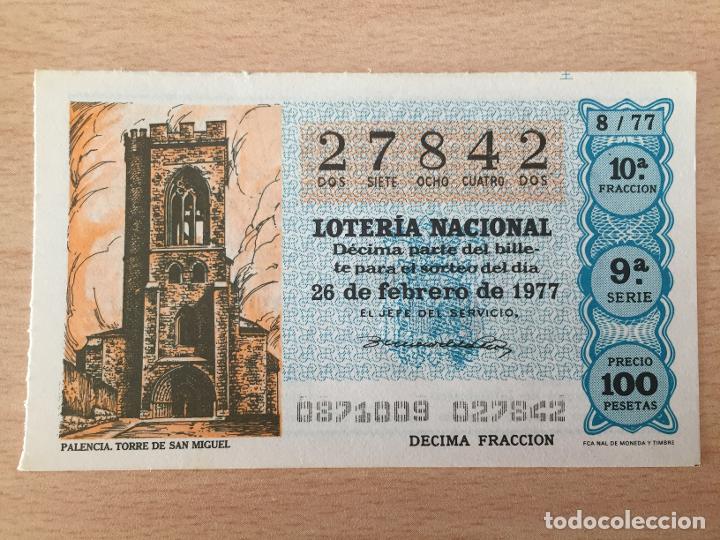 8 / 77
27842
DOS SIETE OCHO CUATRO DOS
10ª
FRACCION
LOTERÍA NACIONAL
Décima parte del bille-
te para el sorteo del día
26 de febrero de 1977
EL JEFE DEL SERVICIO,
9ª
SERIE
PRECIO
100
PESETAS
0871009 027842
PALENCIA. TORRE DE SAN MIGUEL
DECIMA FRACCION
FCA NAL DE MONEDA Y TIMBRE
todocoleccion.net